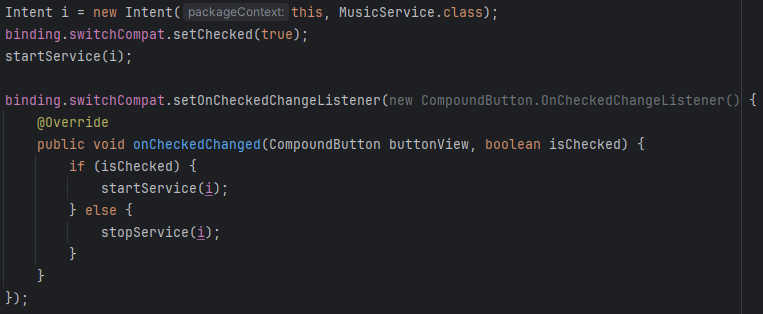 Intent i = new Intent( packageContext: this, MusicService.class);
binding.switchCompat.setChecked(true);
startService(i);

binding.switchCompat.setOnCheckedChangeListener(new CompoundButton.OnCheckedChangeListener() {
    @Override
    public void onCheckedChanged(CompoundButton buttonView, boolean isChecked) {
        if (isChecked) {
            startService(i);
        } else {
            stopService(i);
        }
    }
});